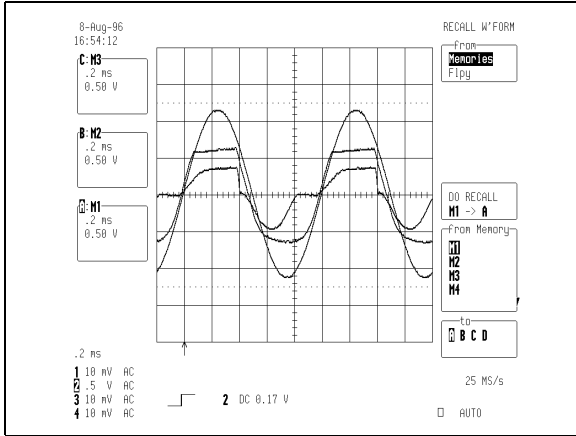 8-Aug-96
16:54:12
C:M3
.2 ms
0.50 V
B:M2
.2 ms
0.50 V
A:M1
.2 ms
0.50 V
.2 ms
1 10 mV AC
2 .5 V AC
3 10 mV AC
4 10 mV AC
2 DC 0.17 V
RECALL W'FORM
from
Memories
Flpy
DO RECALL
M1 -> A
from Memory
M1
M2
M3
M4
to
A B C D
25 MS/s
AUTO